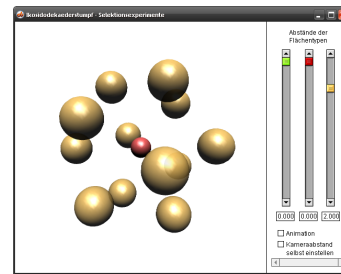 Ikosidodekaederstumpf - Selektionsexperimente
Abstände der
Flächentypen
0.000 0.000 2.000
Animation
Kameraabstand
selbst einstellen